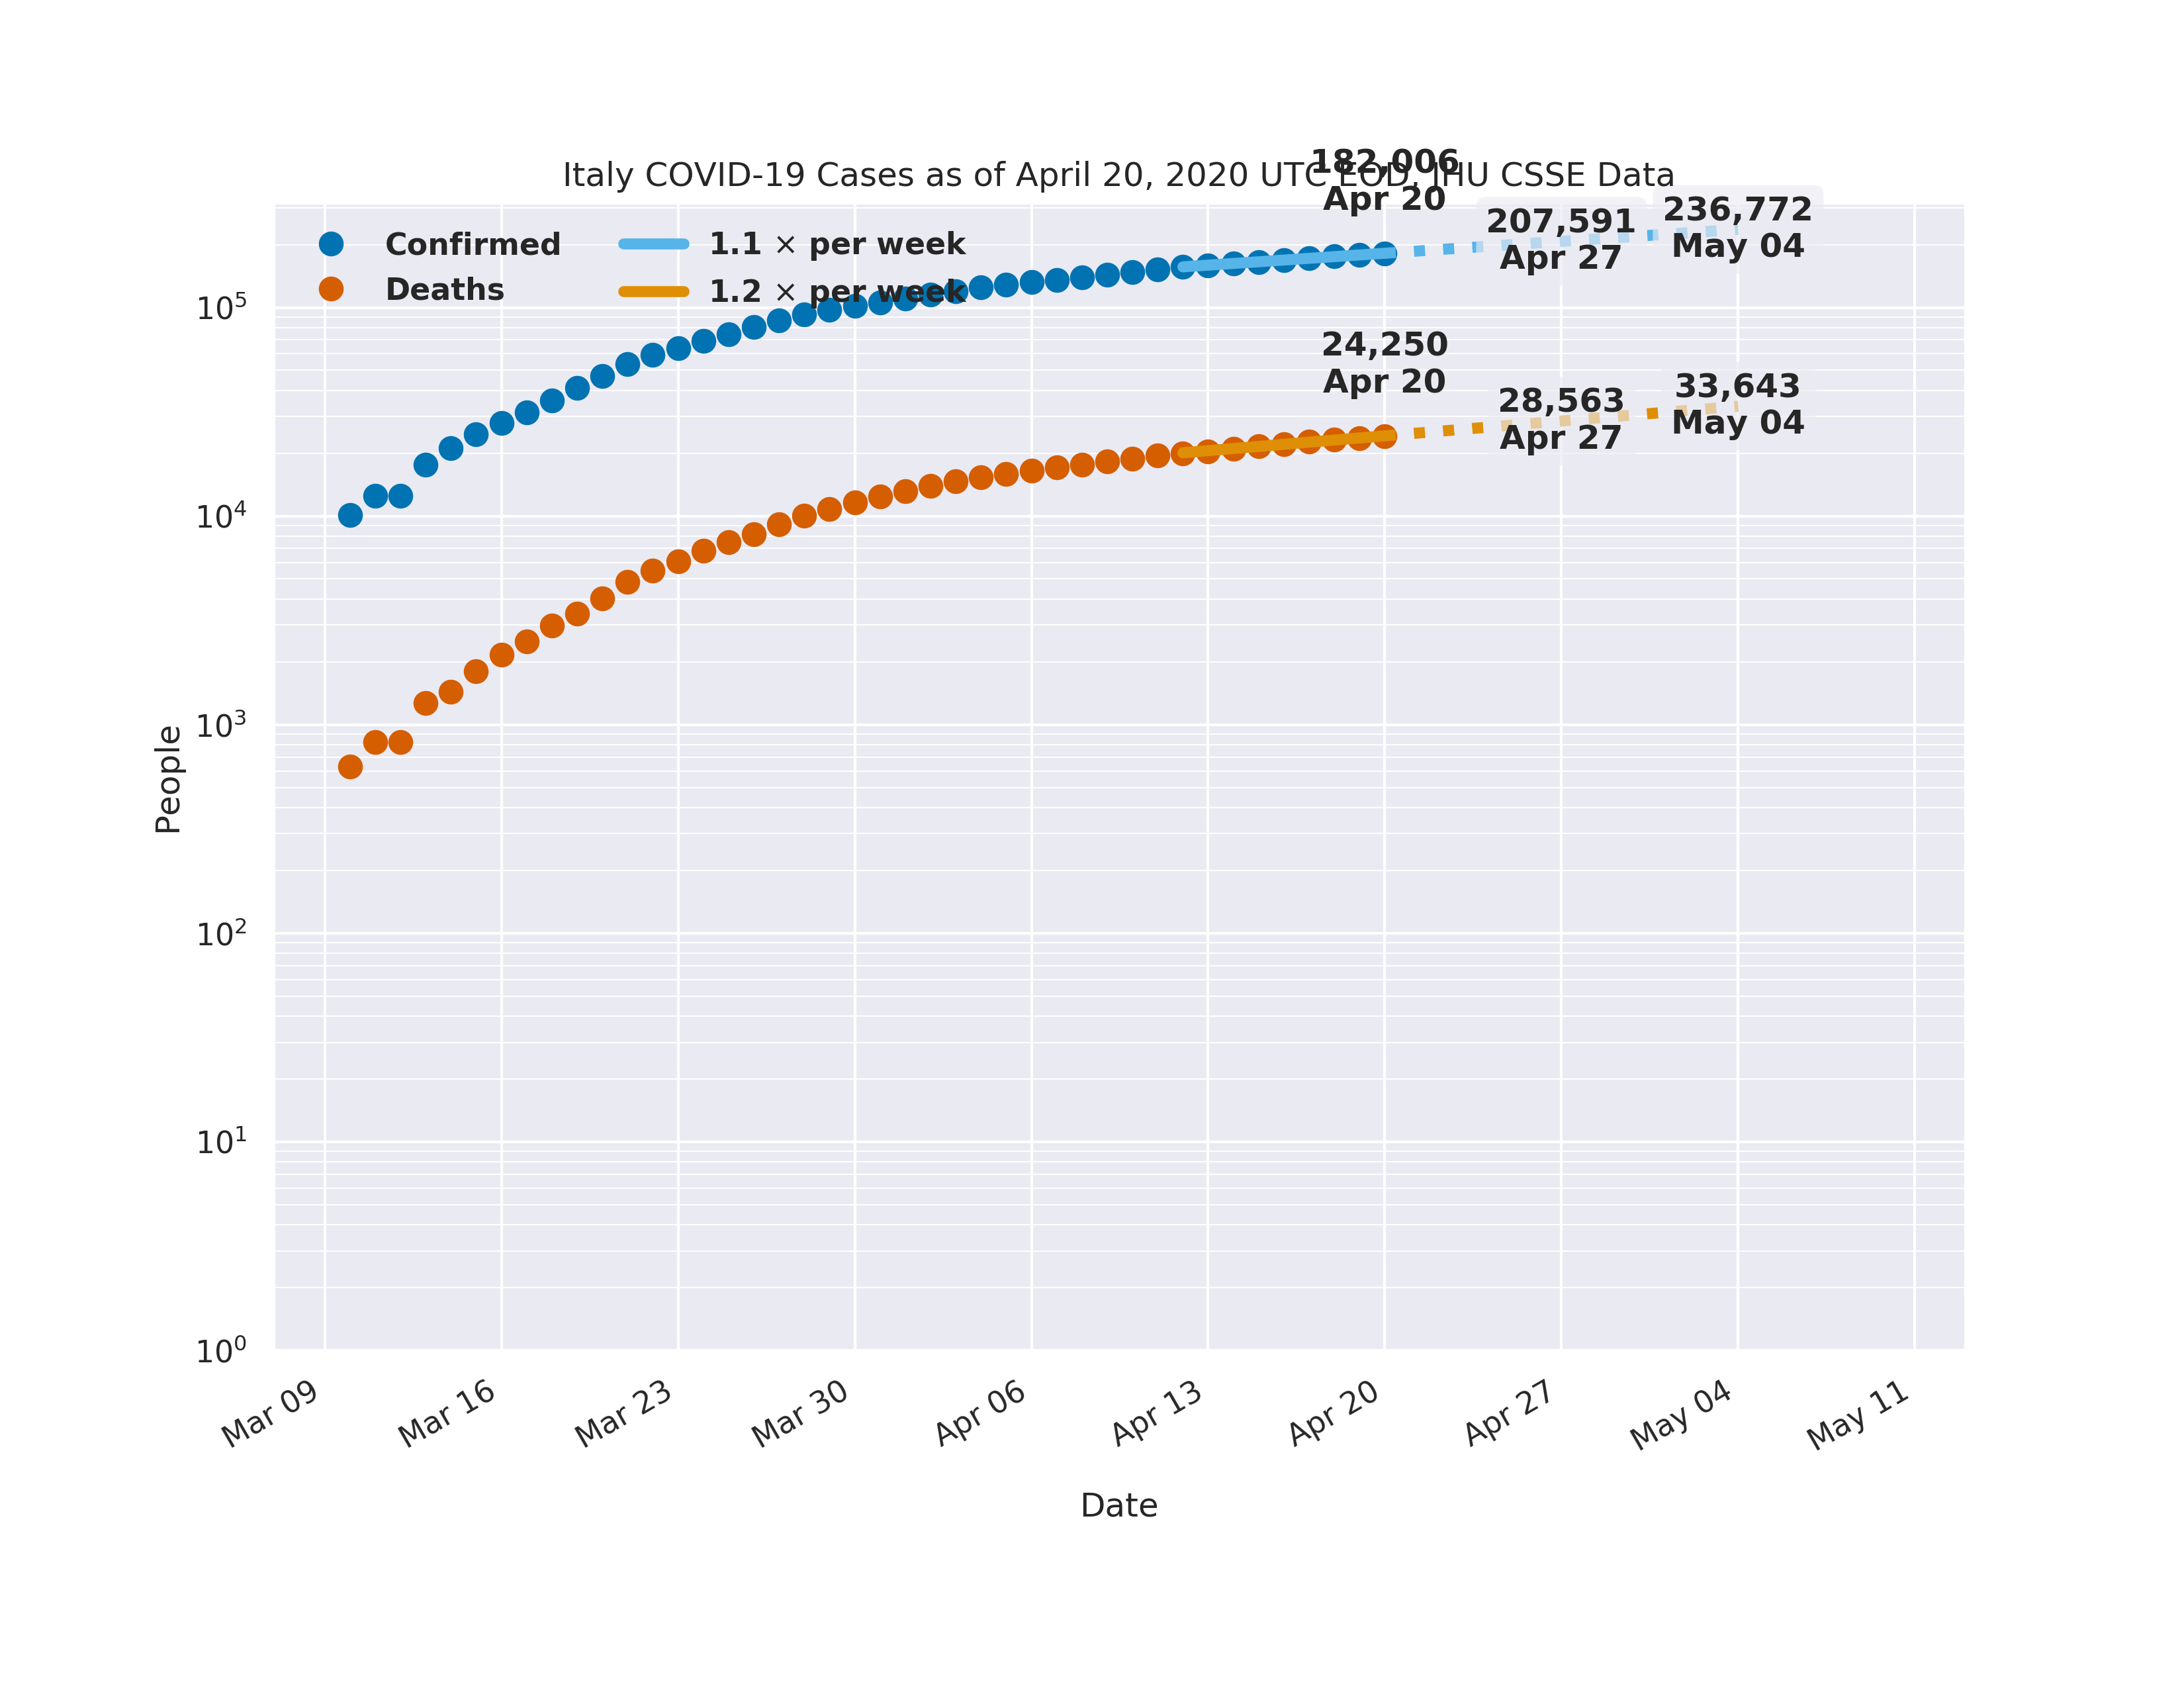 Italy COVID-19 Cases as of April 20, 2020 UTC EOD, JHU CSSE Data
182,006
Apr 20
207,591
Apr 27
236,772
May 04
Confirmed
Deaths
1.1 × per week
1.2 × per week
24,250
Apr 20
28,563
Apr 27
33,643
May 04
People
10⁵
10⁴
10³
10²
10¹
10⁰
Mar 09
Mar 16
Mar 23
Mar 30
Apr 06
Apr 13
Apr 20
Apr 27
May 04
May 11
Date